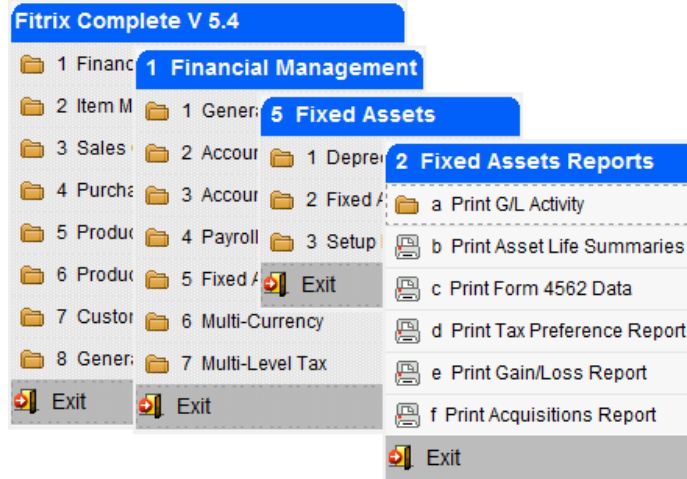 Fitrix Complete V 5.4
1 Financ
2 Item M
3 Sales
4 Purcha
5 Produc
6 Produc
7 Custor
8 Genera
Exit
1 Financial Management
1 Genera
2 Accour
3 Accour
4 Payroll
5 Fixed A
6 Multi-Currency
7 Multi-Level Tax
Exit
5 Fixed Assets
1 Depre
2 Fixed A
3 Setup
Exit
2 Fixed Assets Reports
a Print G/L Activity
b Print Asset Life Summaries
c Print Form 4562 Data
d Print Tax Preference Report
e Print Gain/Loss Report
f Print Acquisitions Report
Exit